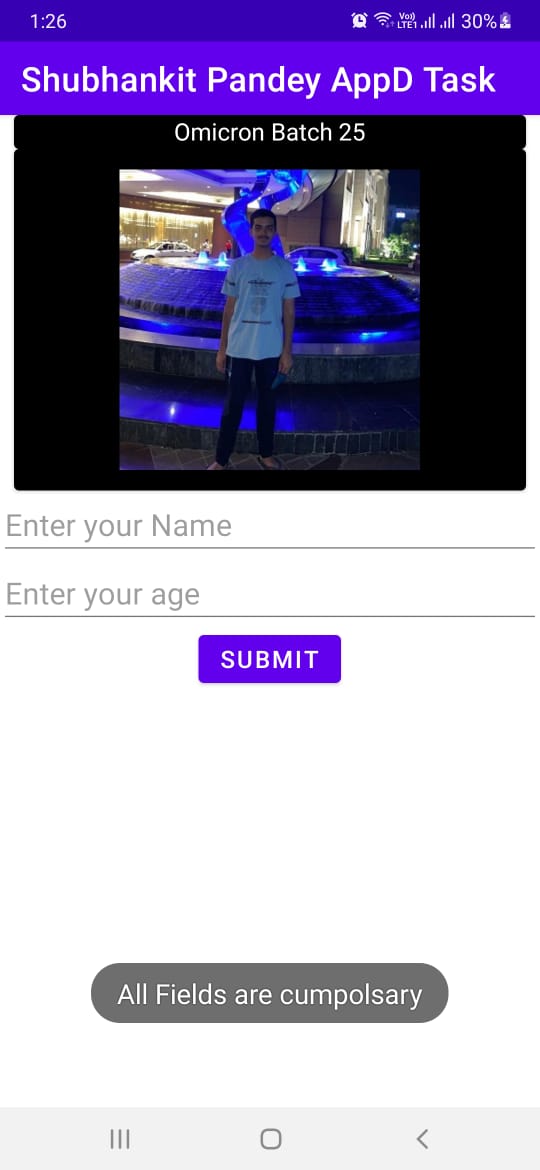 1:26 Vo)) LTE1 30%
Shubhankit Pandey AppD Task
Omicron Batch 25
Enter your Name
Enter your age
SUBMIT
All Fields are cumpolsary